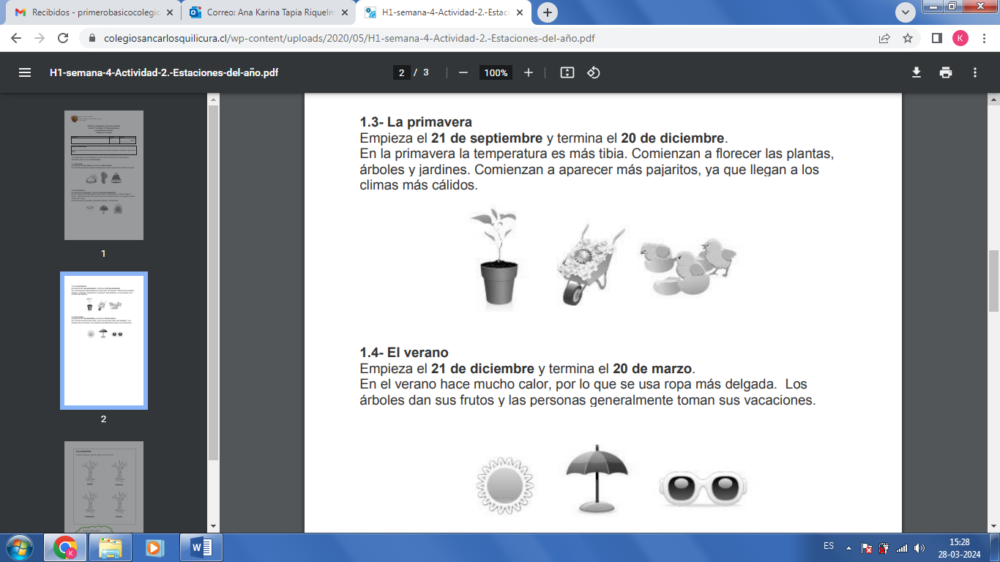 Recibidos - primerobasicocolegio
Correo: Ana Karina Tapia Riquelm
H1-semana-4-Actividad-2.-Estaci
colegiosancarlosquilicura.cl/wp-content/uploads/2020/05/H1-semana-4-Actividad-2.-Estaciones-del-año.pdf
K
H1-semana-4-Actividad-2.-Estaciones-del-año.pdf
2 / 3
100%
1
2
1.3- La primavera
Empieza el 21 de septiembre y termina el 20 de diciembre.
En la primavera la temperatura es más tibia. Comienzan a florecer las plantas,
árboles y jardines. Comienzan a aparecer más pajaritos, ya que llegan a los
climas más cálidos.
1.4- El verano
Empieza el 21 de diciembre y termina el 20 de marzo.
En el verano hace mucho calor, por lo que se usa ropa más delgada.  Los
árboles dan sus frutos y las personas generalmente toman sus vacaciones.
K
W
ES
15:28
28-03-2024